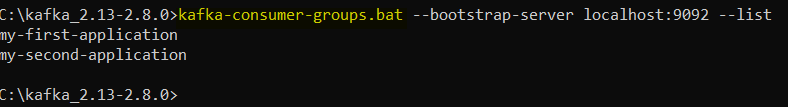 C:\kafka_2.13-2.8.0>kafka-consumer-groups.bat --bootstrap-server localhost:9092 --list
my-first-application
my-second-application
C:\kafka_2.13-2.8.0>